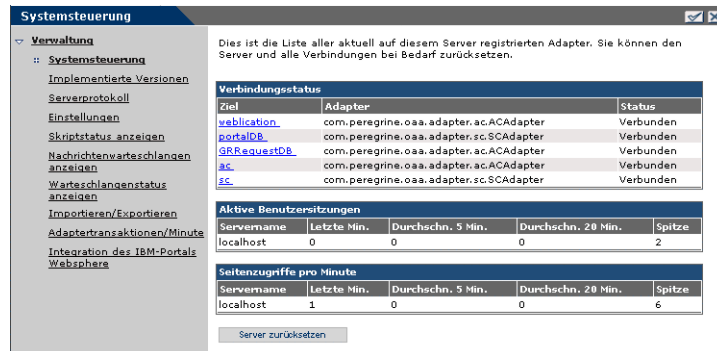 Systemsteuerung
Verwaltung
Systemsteuerung
Implementierte Versionen
Serverprotokoll
Einstellungen
Skriptstatus anzeigen
Nachrichtenwarteschlangen
anzeigen
Warteschlangenstatus
anzeigen
Importieren/Exportieren
Adaptertransaktionen/Minute
Integration des IBM-Portals
Websphere
Dies ist die Liste aller aktuell auf diesem Server registrierten Adapter. Sie können den
Server und alle Verbindungen bei Bedarf zurücksetzen.
Verbindungsstatus
Ziel Adapter Status
weblication com.peregrine.oaa.adapter.ac.ACAdapter Verbunden
portalDB com.peregrine.oaa.adapter.sc.SCAdapter Verbunden
GRRequestDB com.peregrine.oaa.adapter.ac.ACAdapter Verbunden
ac com.peregrine.oaa.adapter.ac.ACAdapter Verbunden
sc com.peregrine.oaa.adapter.sc.SCAdapter Verbunden
Aktive Benutzersitzungen
Servername Letzte Min. Durchschn. 5 Min. Durchschn. 20 Min. Spitze
localhost 0 0 0 2
Seitenzugriffe pro Minute
Servername Letzte Min. Durchschn. 5 Min. Durchschn. 20 Min. Spitze
localhost 1 0 0 6
Server zurücksetzen